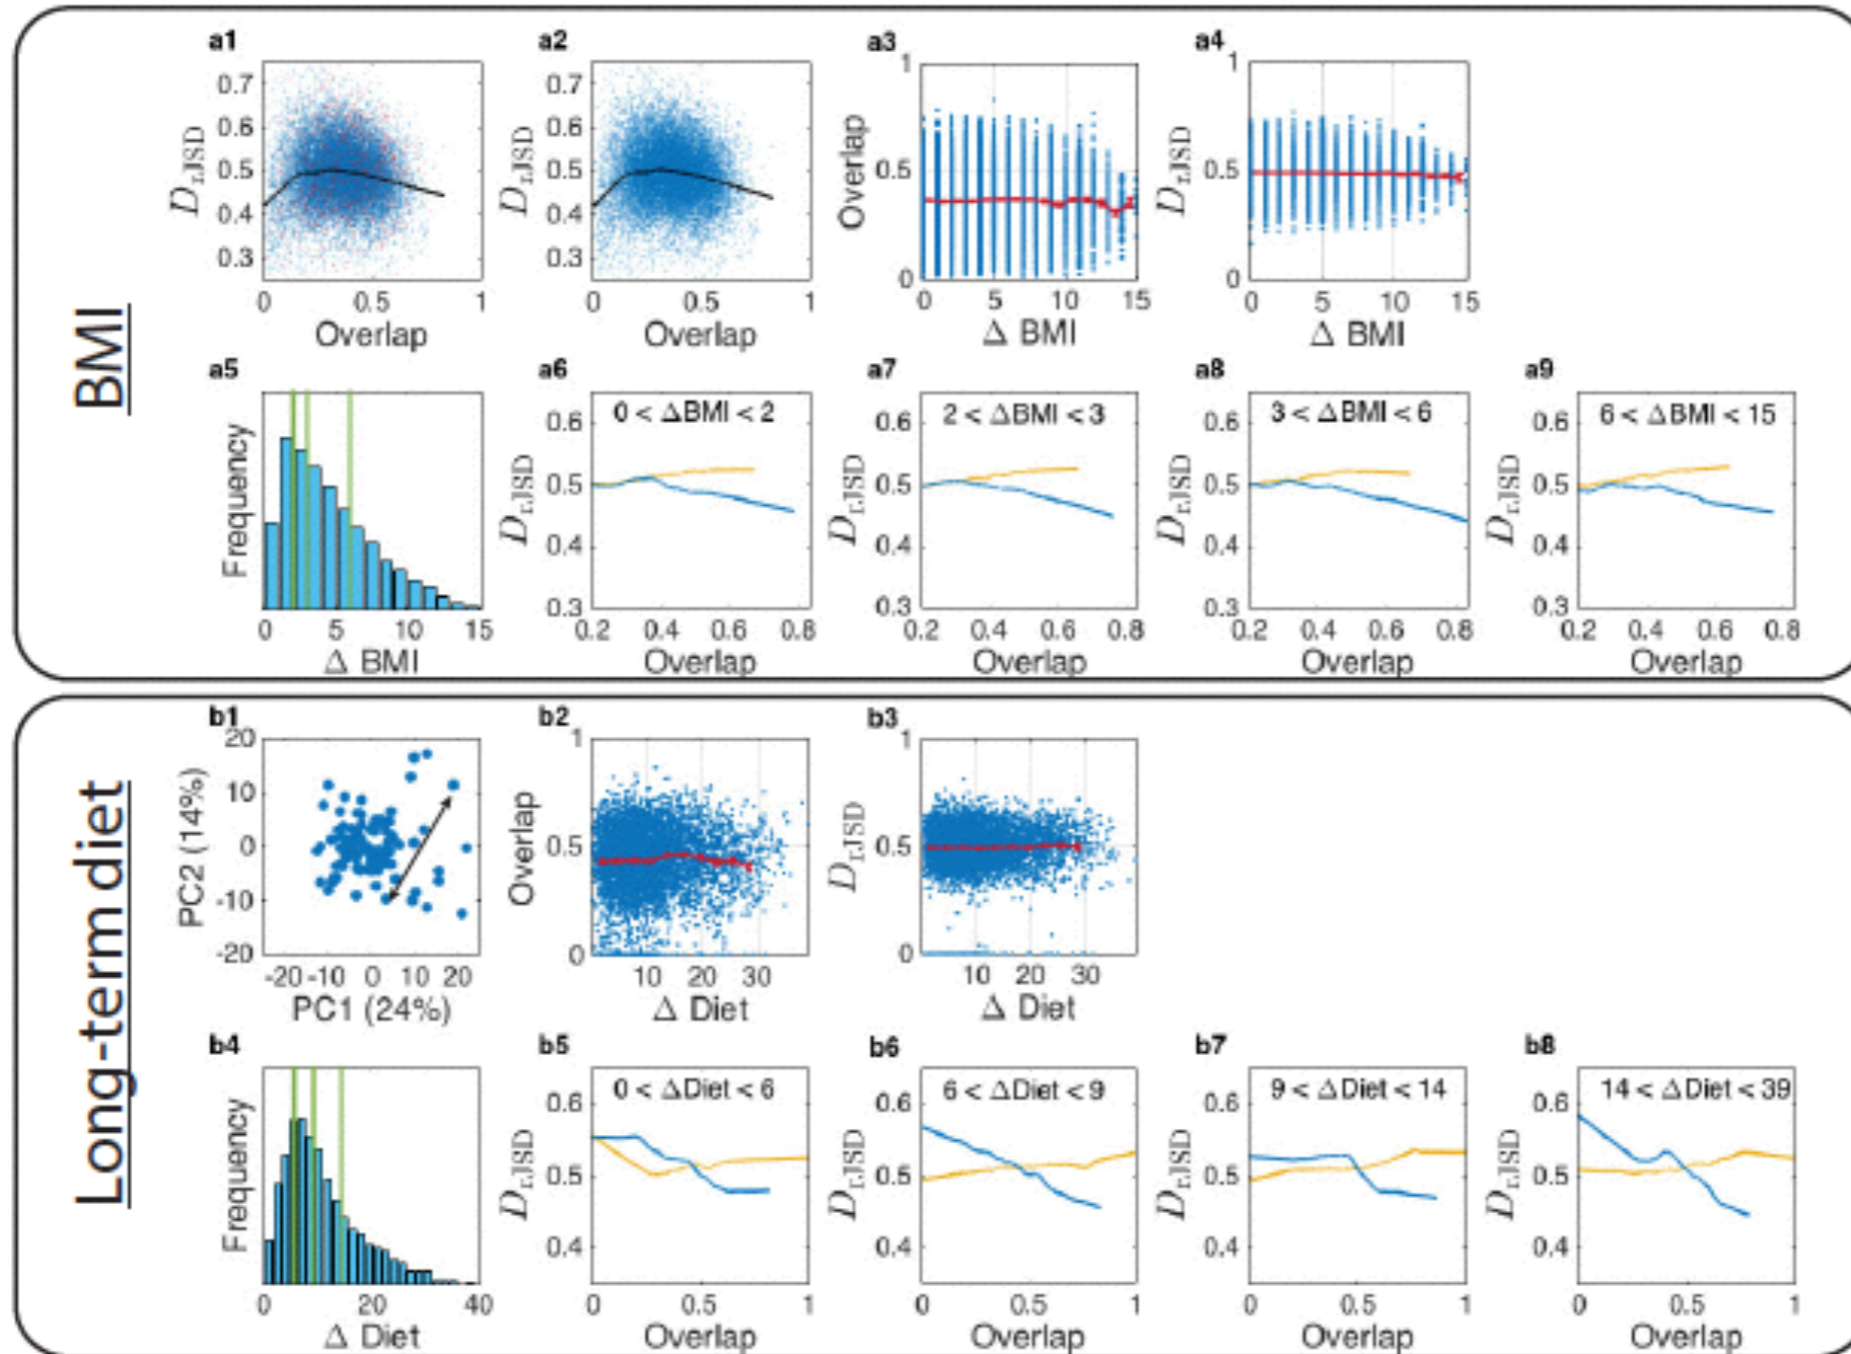 BMI
a1
0.7
0.6
0.5
0.4
0.3
D_rJSD
0 0.5 1
Overlap
a2
0.7
0.6
0.5
0.4
0.3
D_rJSD
0 0.5 1
Overlap
a3
1
0.5
0
Overlap
0 5 10 15
Δ BMI
a4
1
0.5
0
D_rJSD
0 5 10 15
Δ BMI
a5
Frequency
0 5 10 15
Δ BMI
a6
0 < ΔBMI < 2
0.6
0.5
0.4
0.3
D_rJSD
0.2 0.4 0.6 0.8
Overlap
a7
2 < ΔBMI < 3
0.6
0.5
0.4
0.3
D_rJSD
0.2 0.4 0.6 0.8
Overlap
a8
3 < ΔBMI < 6
0.6
0.5
0.4
0.3
D_rJSD
0.2 0.4 0.6 0.8
Overlap
a9
6 < ΔBMI < 15
0.6
0.5
0.4
0.3
D_rJSD
0.2 0.4 0.6 0.8
Overlap
Long-term diet
b1
20
10
0
-10
-20
PC2 (14%)
-20 -10 0 10 20
PC1 (24%)
b2
1
0.5
0
Overlap
10 20 30
Δ Diet
b3
1
0.5
0
D_rJSD
10 20 30
Δ Diet
b4
Frequency
0 20 40
Δ Diet
b5
0 < ΔDiet < 6
0.6
0.5
0.4
D_rJSD
0 0.5 1
Overlap
b6
6 < ΔDiet < 9
0.6
0.5
0.4
D_rJSD
0 0.5 1
Overlap
b7
9 < ΔDiet < 14
0.6
0.5
0.4
D_rJSD
0 0.5 1
Overlap
b8
14 < ΔDiet < 39
0.6
0.5
0.4
D_rJSD
0 0.5 1
Overlap